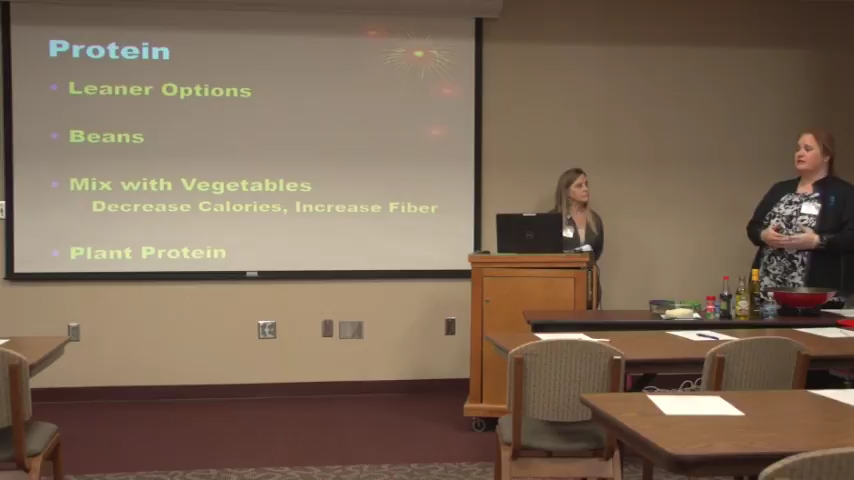 Protein
Leaner Options
Beans
Mix with Vegetables
Decrease Calories, Increase Fiber
Plant Protein